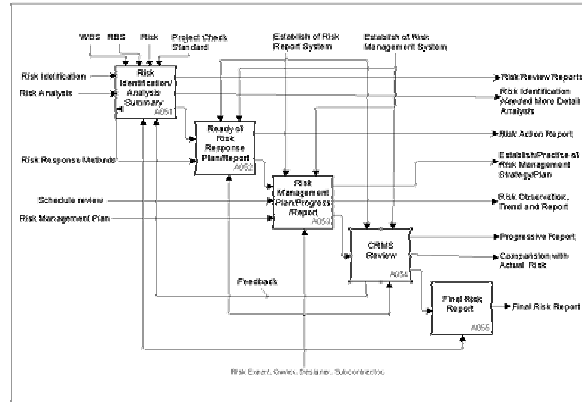 WBS RBS Risk Project Check
Standard
Establish of Risk
Report System
Establish of Risk
Management System
Risk Identification
Risk Analysis
Risk
Identification/
Analysis
Summary
A051
Risk Review Reports
Risk Identification
Needed More Detail
Analysis
Ready of
Risk
Response
Plan/Report
A052
Risk Action Report
Risk Response Methods
Establish/Practice of
Risk Management
Strategy/Plan
Risk
Management
Plan/Progress
/Report
A053
Schedule review
Risk Management Plan
Risk Observation,
Trend and Report
CRMS
Review
A054
Progressive Report
Comparision with
Actual Risk
Feedback
Final Risk
Report
A055
Final Risk Report
Risk Expert, Owner, Designer, Subcontractor